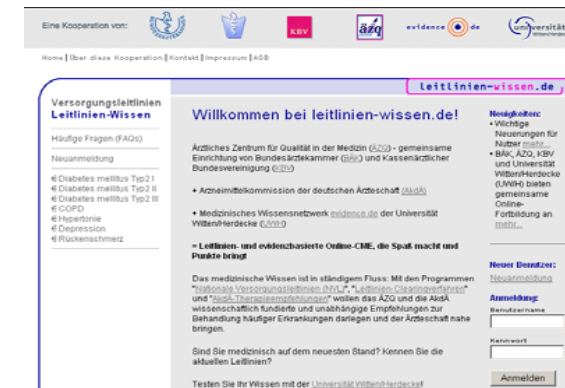 Eine Kooperation von:
KBV
äzq
evidence de
universität
Witten/Herdecke
Home | Über diese Kooperation | Kontakt | Impressum | AGB
leitlinien-wissen.de
Versorgungsleitlinien
Leitlinien-Wissen
Häufige Fragen (FAQs)
Neuanmeldung
€ Diabetes mellitus Typ2 I
€ Diabetes mellitus Typ2 II
€ Diabetes mellitus Typ2 III
€ COPD
€ Hypertonie
€ Depression
€ Rückenschmerz
Willkommen bei leitlinien-wissen.de!
Ärztliches Zentrum für Qualität in der Medizin (ÄZQ) - gemeinsame
Einrichtung von Bundesärztekammer (BÄK) und Kassenärztlicher
Bundesvereinigung (KBV)
+ Arzneimittelkommission der deutschen Ärzteschaft (AkdÄ)
+ Medizinisches Wissensnetzwerk evidence.de der Universität
Witten/Herdecke (UWH)
= Leitlinien- und evidenzbasierte Online-CME, die Spaß macht und
Punkte bringt
Das medizinische Wissen ist in ständigem Fluss: Mit den Programmen
"Nationale Versorgungsleitlinien (NVL)", "Leitlinien-Clearingverfahren"
und "AkdÄ-Therapieempfehlungen" wollen das ÄZQ und die AkdÄ
wissenschaftlich fundierte und unabhängige Empfehlungen zur
Behandlung häufiger Erkrankungen darlegen und der Ärzteschaft nahe
bringen.
Sind Sie medizinisch auf dem neuesten Stand? Kennen Sie die
aktuellen Leitlinien?
Testen Sie Ihr Wissen mit der Universität Witten/Herdecke!
Neuigkeiten:
• Wichtige
Neuerungen für
Nutzer mehr...
• BÄK, ÄZQ, KBV
und Universität
Witten/Herdecke
(UW/H) bieten
gemeinsame
Online-
Fortbildung an
mehr...
Neuer Benutzer:
Neuanmeldung
Anmeldung:
Benutzername
Kennwort
Anmelden